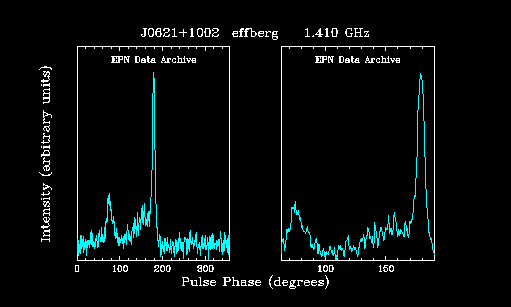 J0621+1002 effberg 1.410 GHz
EPN Data Archive
EPN Data Archive
Intensity (arbitrary units)
0 100 200 300
100 150
Pulse Phase (degrees)